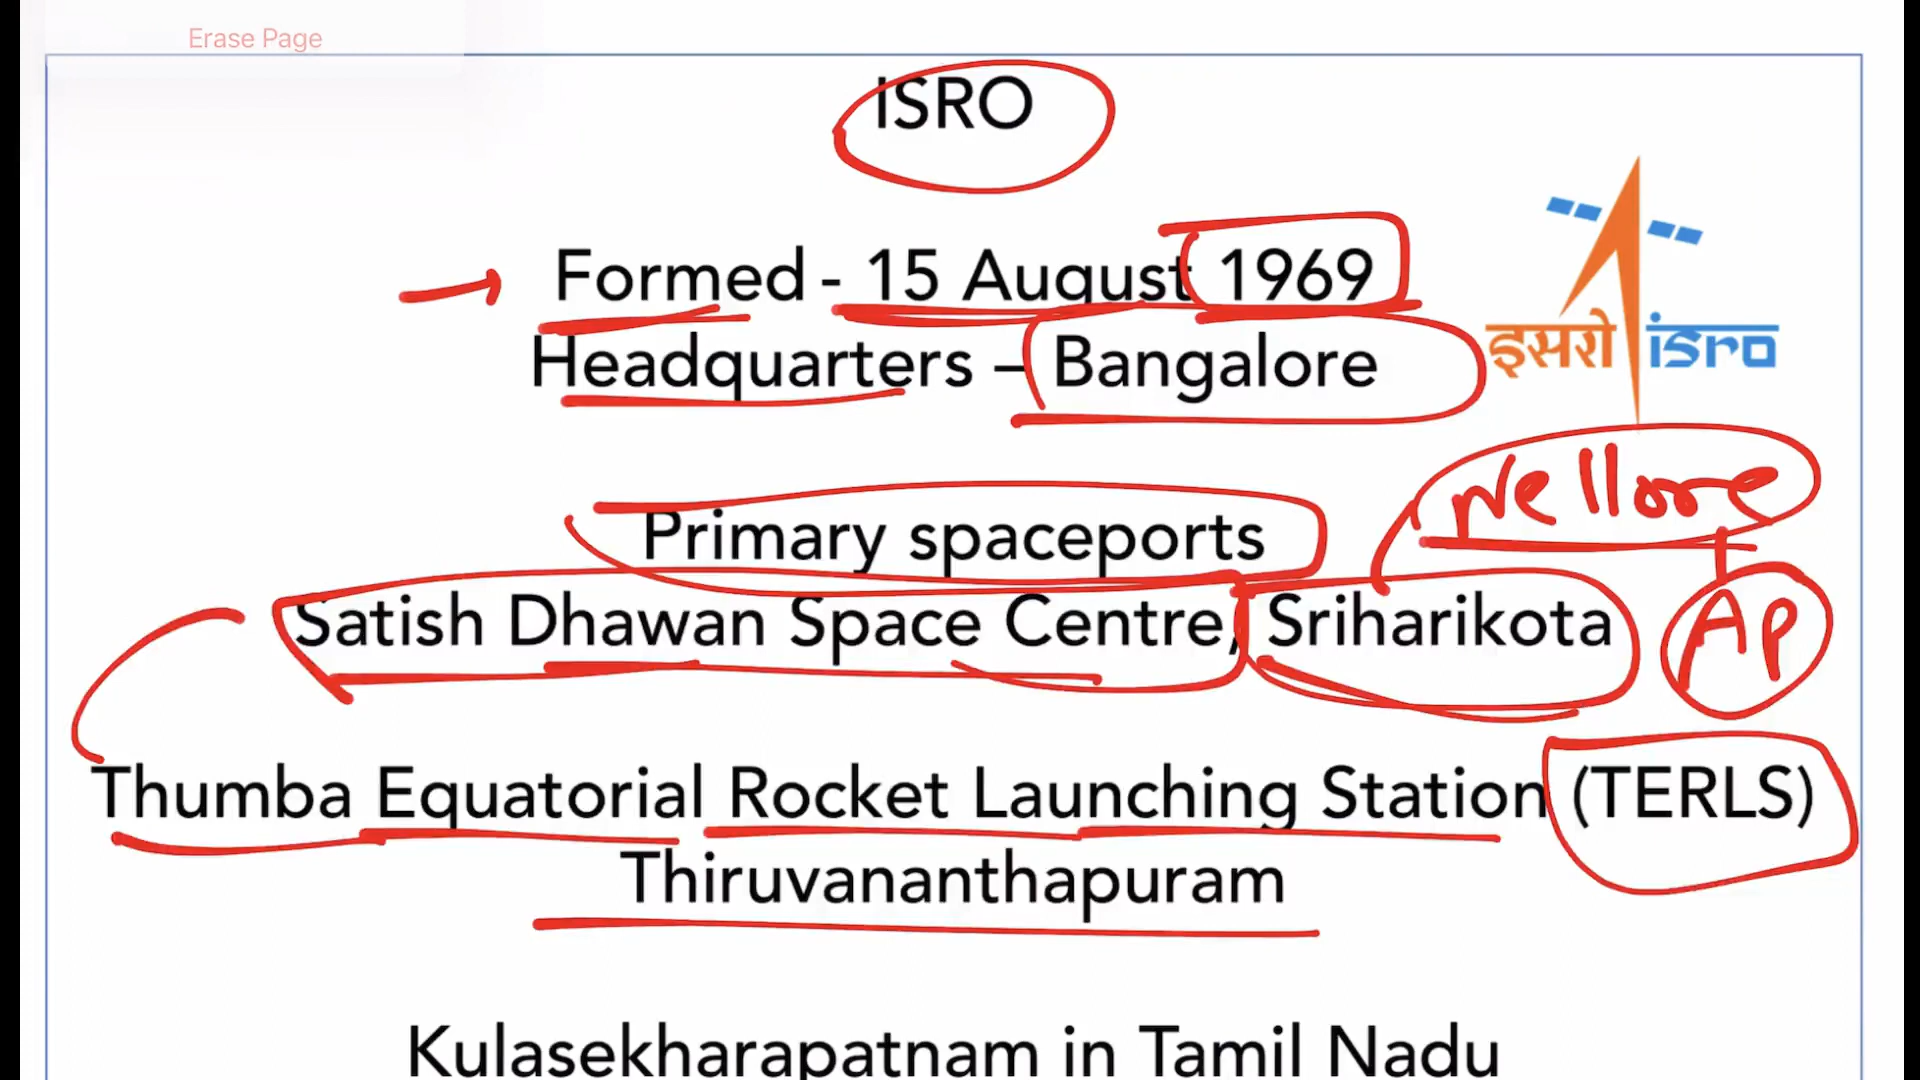 Erase Page
ISRO
Formed - 15 August 1969
Headquarters – Bangalore
इसरो isro
Nellore
Primary spaceports
Satish Dhawan Space Centre, Sriharikota
AP
Thumba Equatorial Rocket Launching Station (TERLS)
Thiruvananthapuram
Kulasekharapatnam in Tamil Nadu